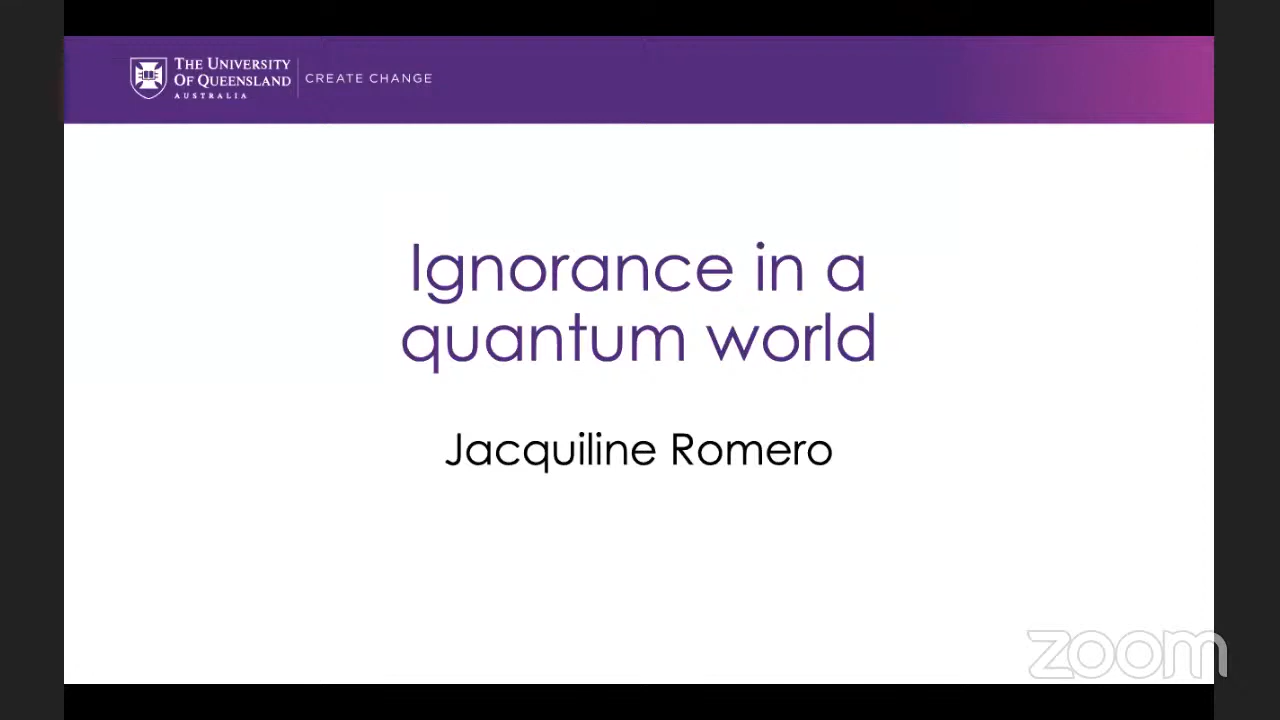 THE UNIVERSITY
OF QUEENSLAND
AUSTRALIA
CREATE CHANGE
Ignorance in a
quantum world
Jacquiline Romero
zoom